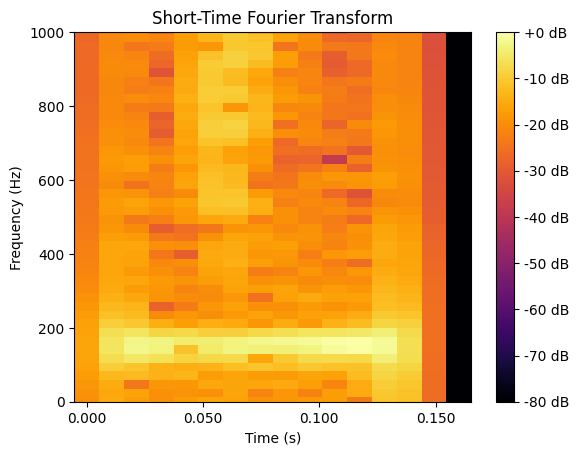 Short-Time Fourier Transform
1000
800
600
400
200
0
Frequency (Hz)
0.000
0.050
0.100
0.150
Time (s)
+0 dB
-10 dB
-20 dB
-30 dB
-40 dB
-50 dB
-60 dB
-70 dB
-80 dB